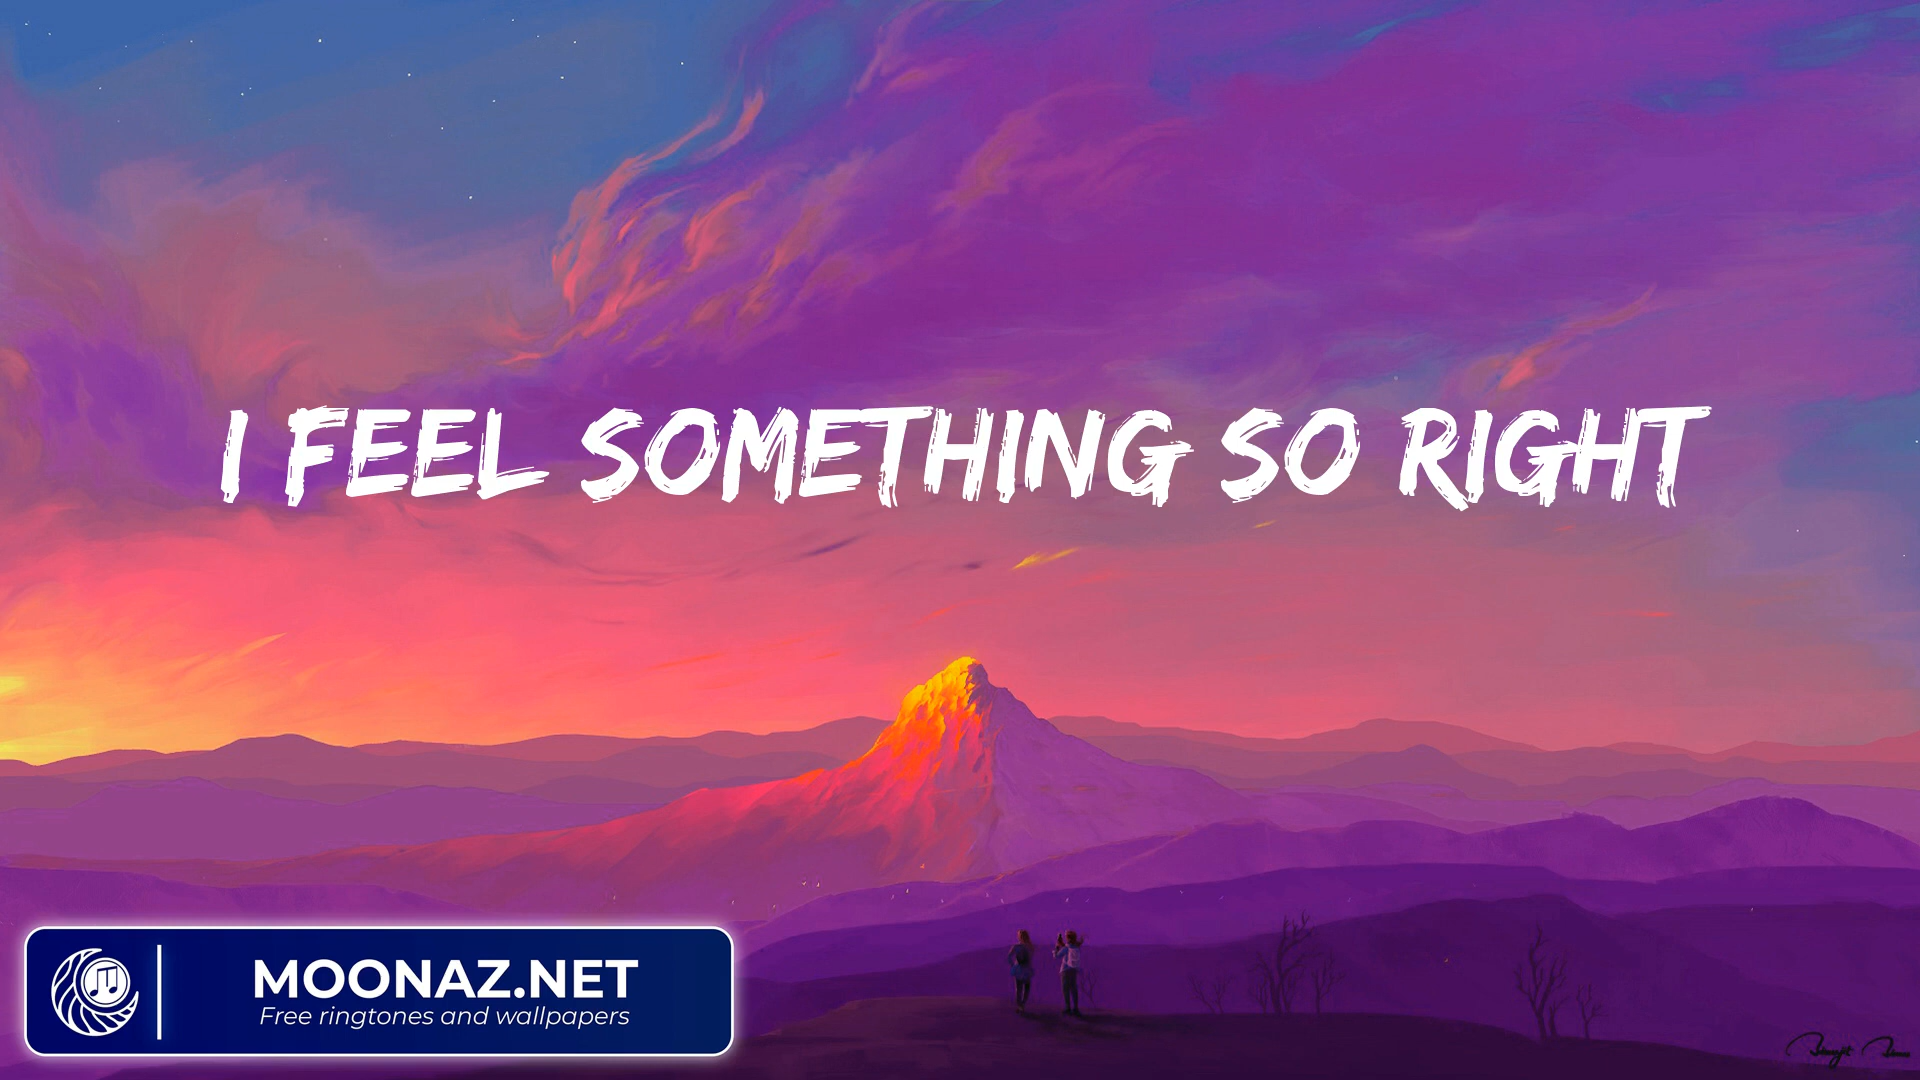 I FEEL SOMETHING SO RIGHT
MOONAZ.NET
Free ringtones and wallpapers